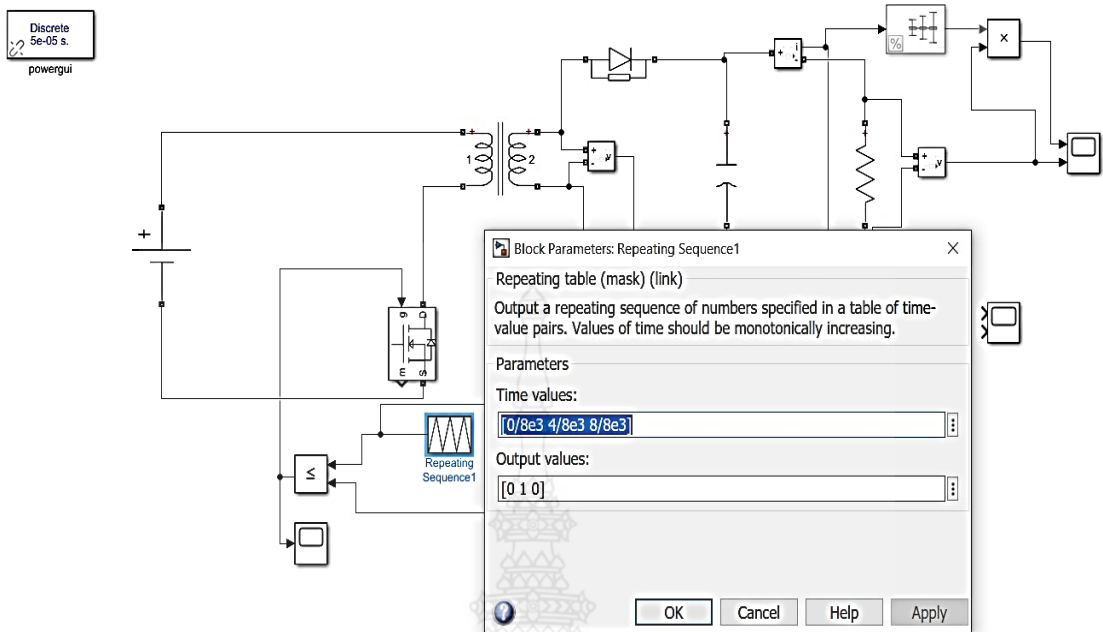 Discrete
5e-05 s.
powergui
%
×
+
i
-
+
1
+
2
+
-
v
+
+
+
v
-
+
g
D
m
S
≤
Repeating
Sequence1
Block Parameters: Repeating Sequence1
Repeating table (mask) (link)
Output a repeating sequence of numbers specified in a table of time-
value pairs. Values of time should be monotonically increasing.
Parameters
Time values:
[0/8e3 4/8e3 8/8e3]
Output values:
[0 1 0]
OK
Cancel
Help
Apply